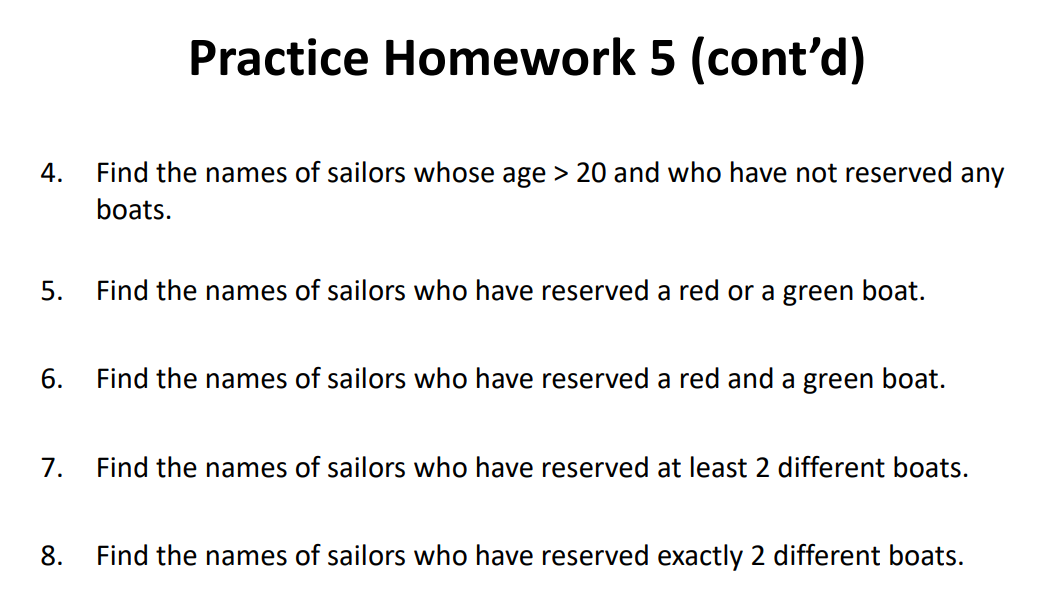 Practice Homework 5 (cont’d)
4. Find the names of sailors whose age > 20 and who have not reserved any
boats.
5. Find the names of sailors who have reserved a red or a green boat.
6. Find the names of sailors who have reserved a red and a green boat.
7. Find the names of sailors who have reserved at least 2 different boats.
8. Find the names of sailors who have reserved exactly 2 different boats.